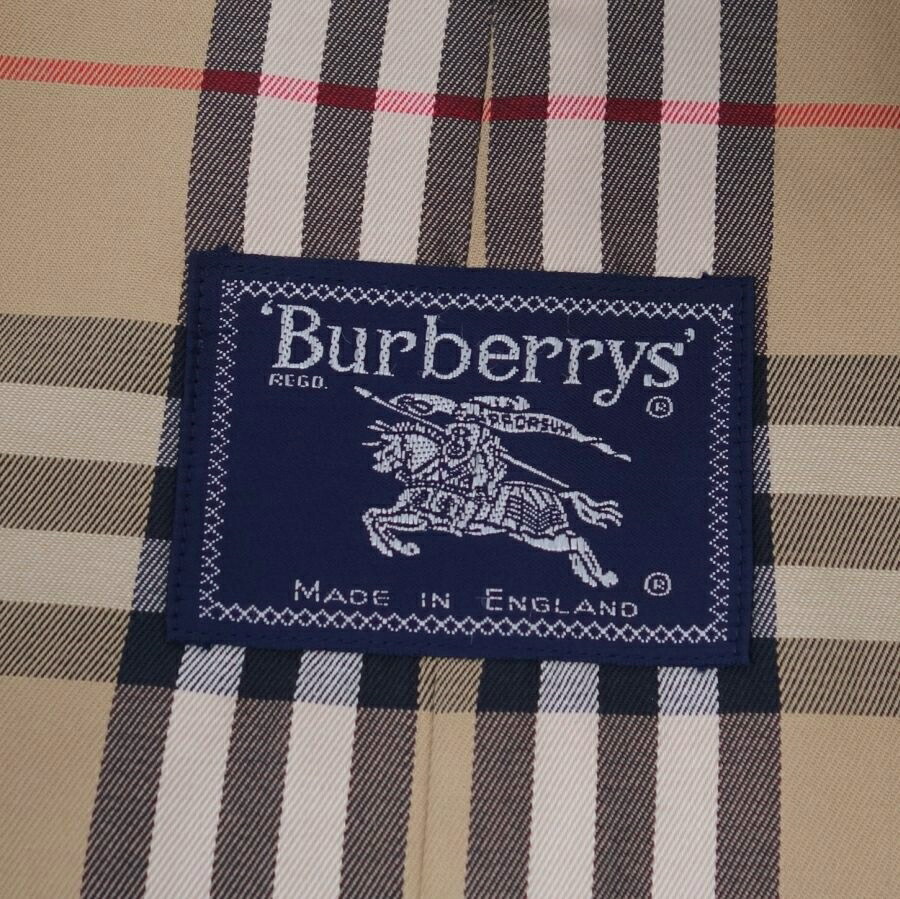 'Burberrys'
REGD. ®
PRORSUM
MADE IN ENGLAND ®